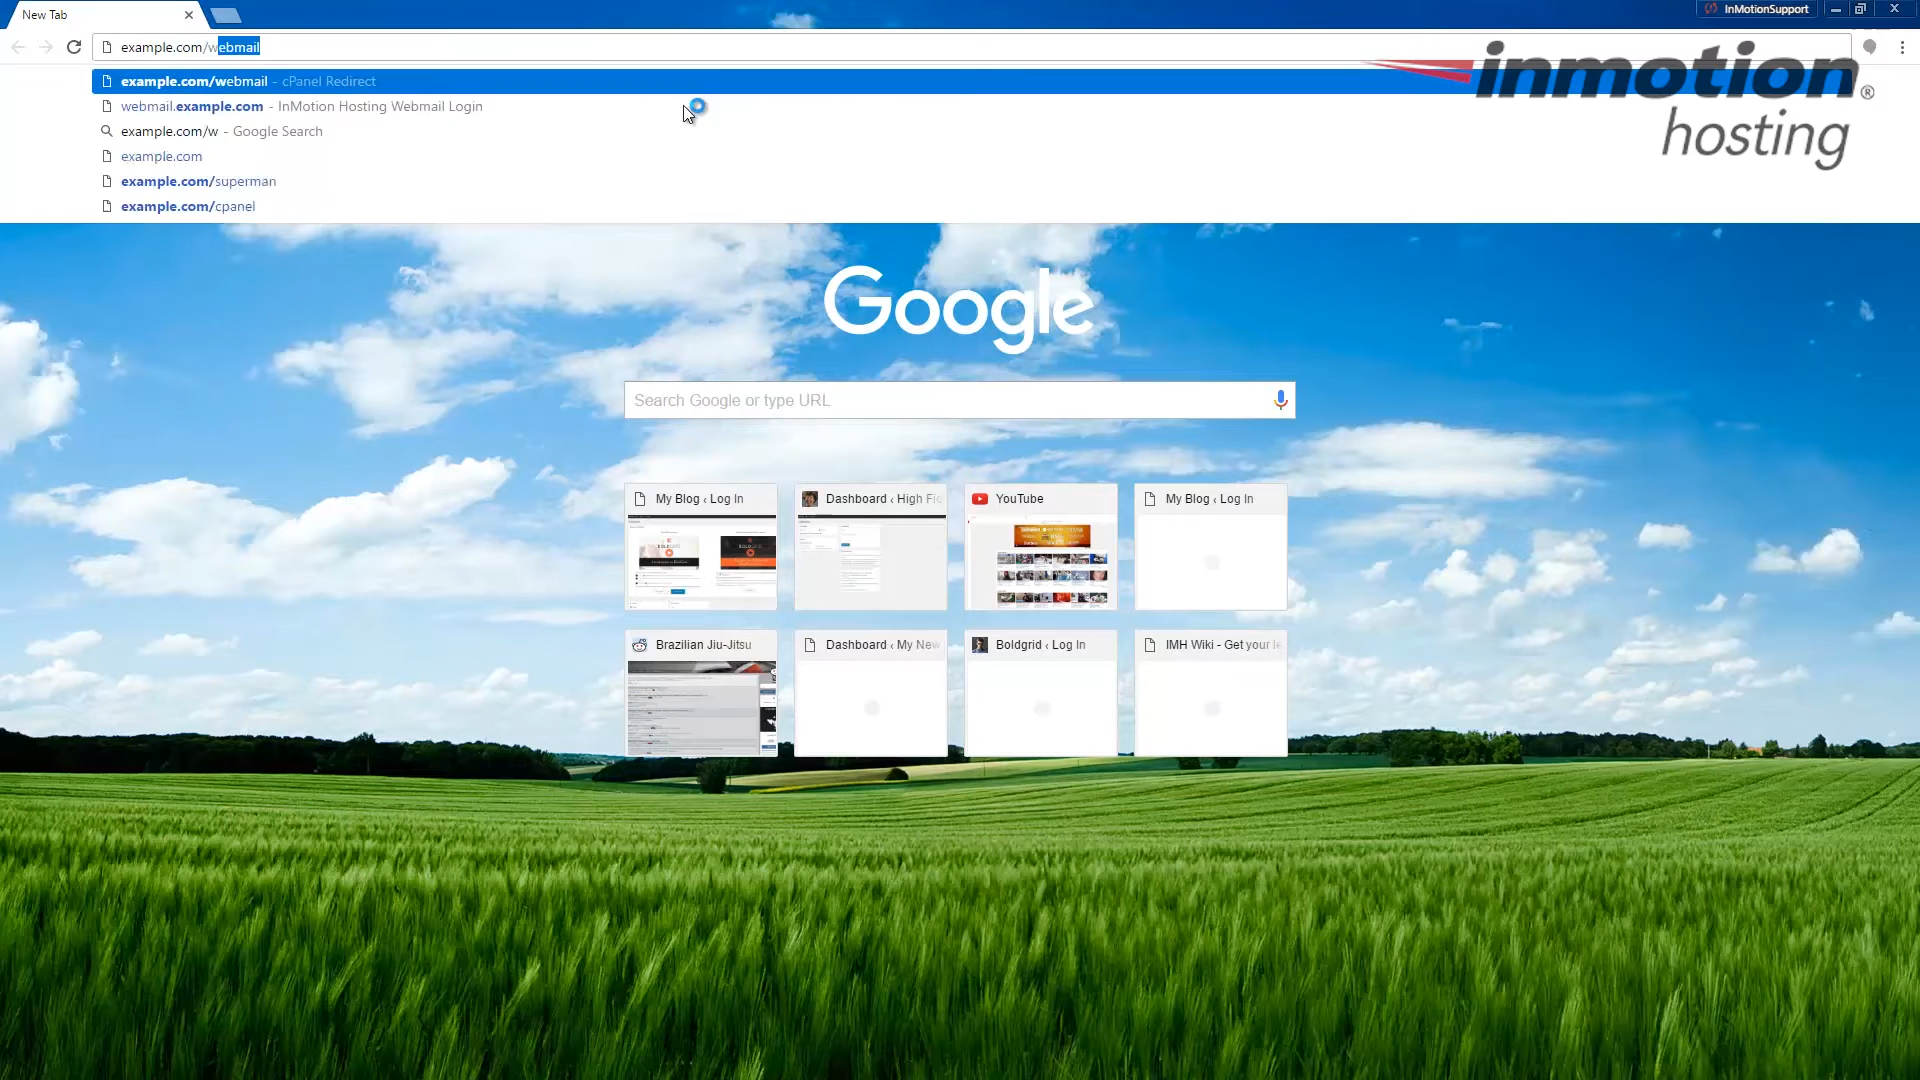 New Tab
InMotionSupport
example.com/webmail
example.com/webmail - cPanel Redirect
webmail.example.com - InMotion Hosting Webmail Login
example.com/w - Google Search
example.com
example.com/superman
example.com/cpanel
inmotion®
hosting
Google
Search Google or type URL
My Blog ‹ Log In
Dashboard ‹ High Fic
YouTube
My Blog ‹ Log In
Brazilian Jiu-Jitsu
Dashboard ‹ My New
Boldgrid ‹ Log In
IMH Wiki - Get your le